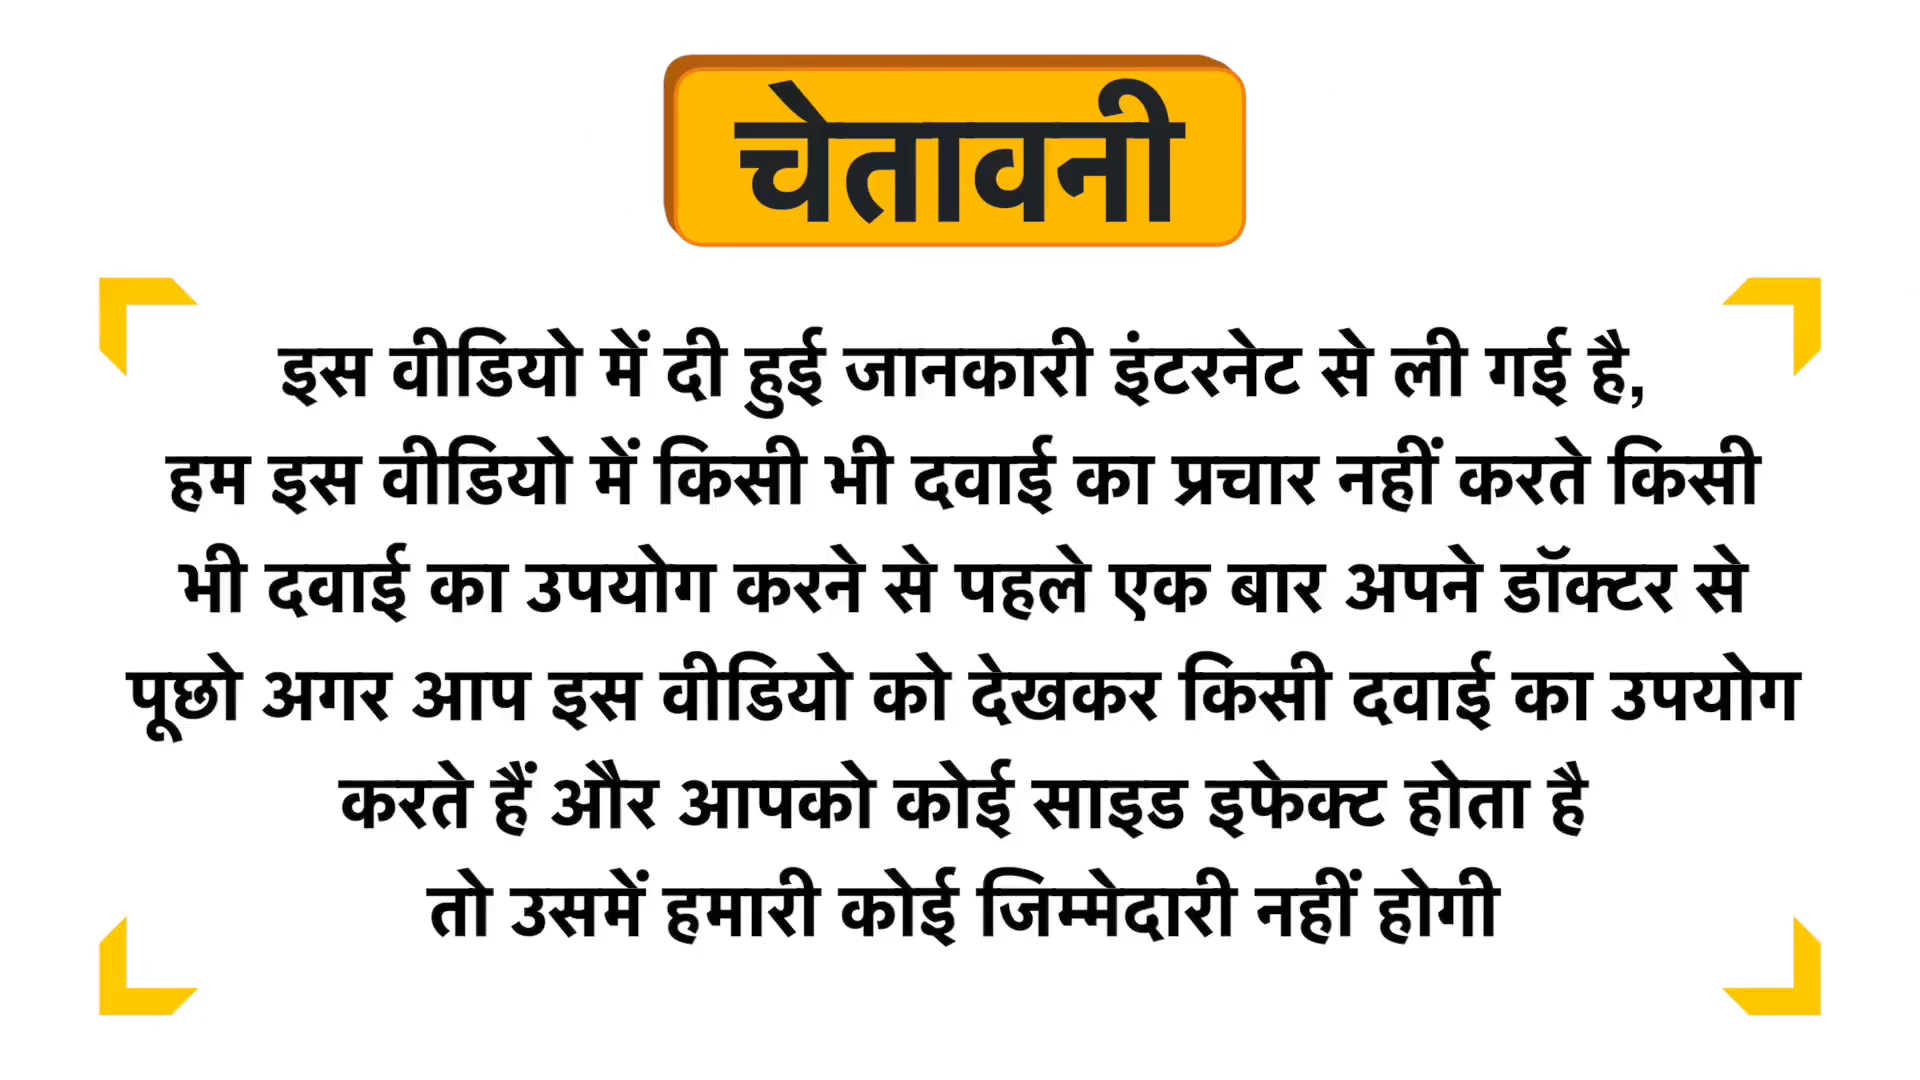 चेतावनी
इस वीडियो में दी हुई जानकारी इंटरनेट से ली गई है,
हम इस वीडियो में किसी भी दवाई का प्रचार नहीं करते किसी
भी दवाई का उपयोग करने से पहले एक बार अपने डॉक्टर से
पूछो अगर आप इस वीडियो को देखकर किसी दवाई का उपयोग
करते हैं और आपको कोई साइड इफेक्ट होता है
तो उसमें हमारी कोई जिम्मेदारी नहीं होगी